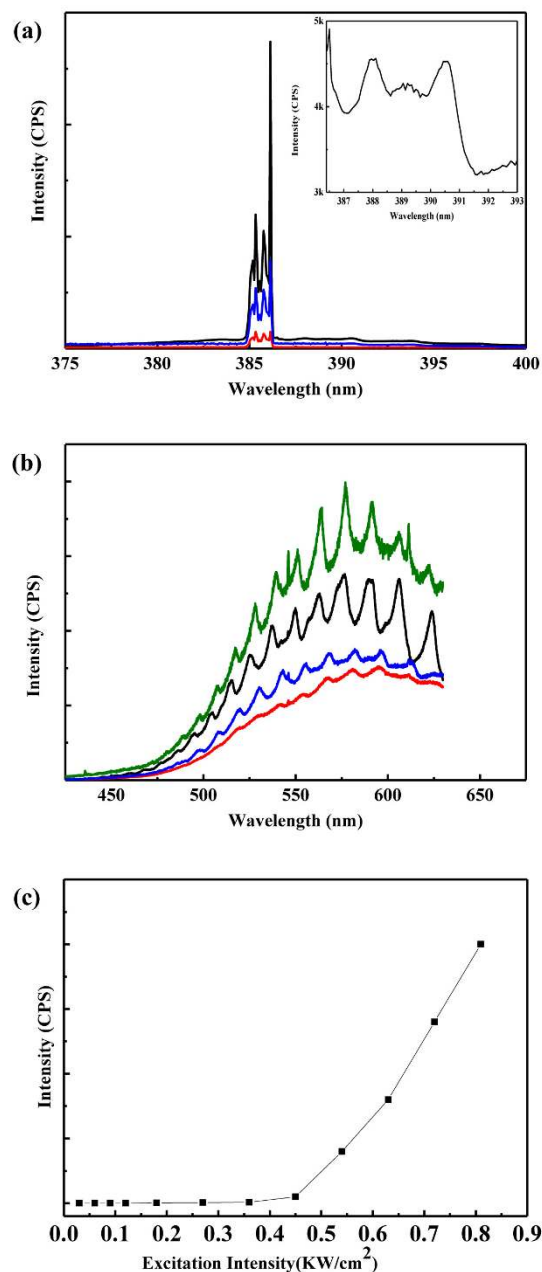 (a)
Intensity (CPS)
375 380 385 390 395 400
Wavelength (nm)
5k
4k
3k
Intensity (CPS)
387 388 389 390 391 392 393
Wavelength (nm)
(b)
Intensity (CPS)
450 500 550 600 650
Wavelength (nm)
(c)
Intensity (CPS)
0.0 0.1 0.2 0.3 0.4 0.5 0.6 0.7 0.8 0.9
Excitation Intensity(KW/cm²)